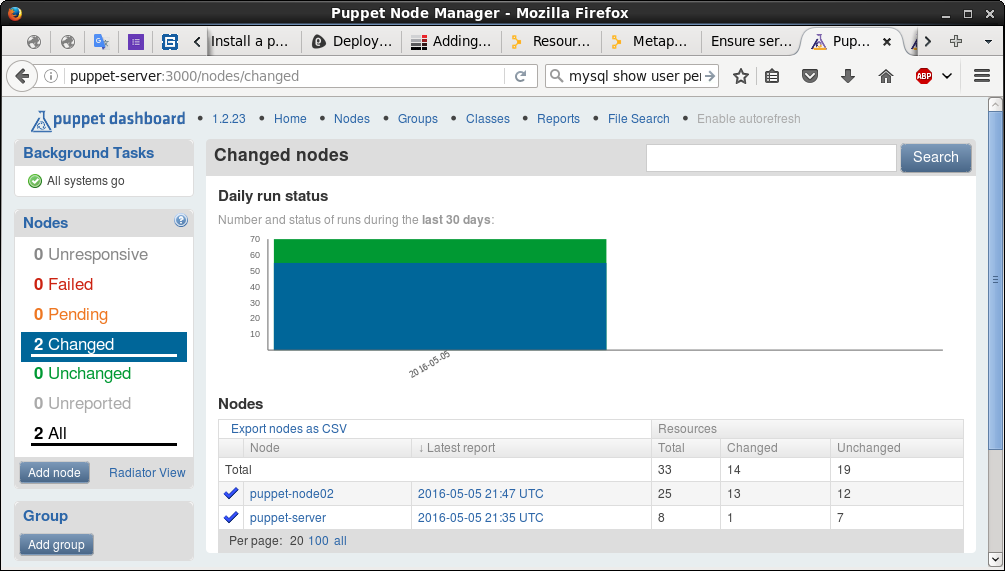 Puppet Node Manager - Mozilla Firefox
Install a p... Deploy... Adding... Resour... Metap... Ensure ser... Pup...
puppet-server:3000/nodes/changed mysql show user per ABP
puppet dashboard • 1.2.23 • Home • Nodes • Groups • Classes • Reports • File Search • Enable autorefresh
Background Tasks
All systems go
Nodes
0 Unresponsive
0 Failed
0 Pending
2 Changed
0 Unchanged
0 Unreported
2 All
Add node Radiator View
Group
Add group
Changed nodes Search
Daily run status
Number and status of runs during the last 30 days:
70
60
50
40
30
20
10
2016-05-05
Nodes
Export nodes as CSV Resources
Node ↓ Latest report Total Changed Unchanged
Total 33 14 19
puppet-node02 2016-05-05 21:47 UTC 25 13 12
puppet-server 2016-05-05 21:35 UTC 8 1 7
Per page: 20 100 all